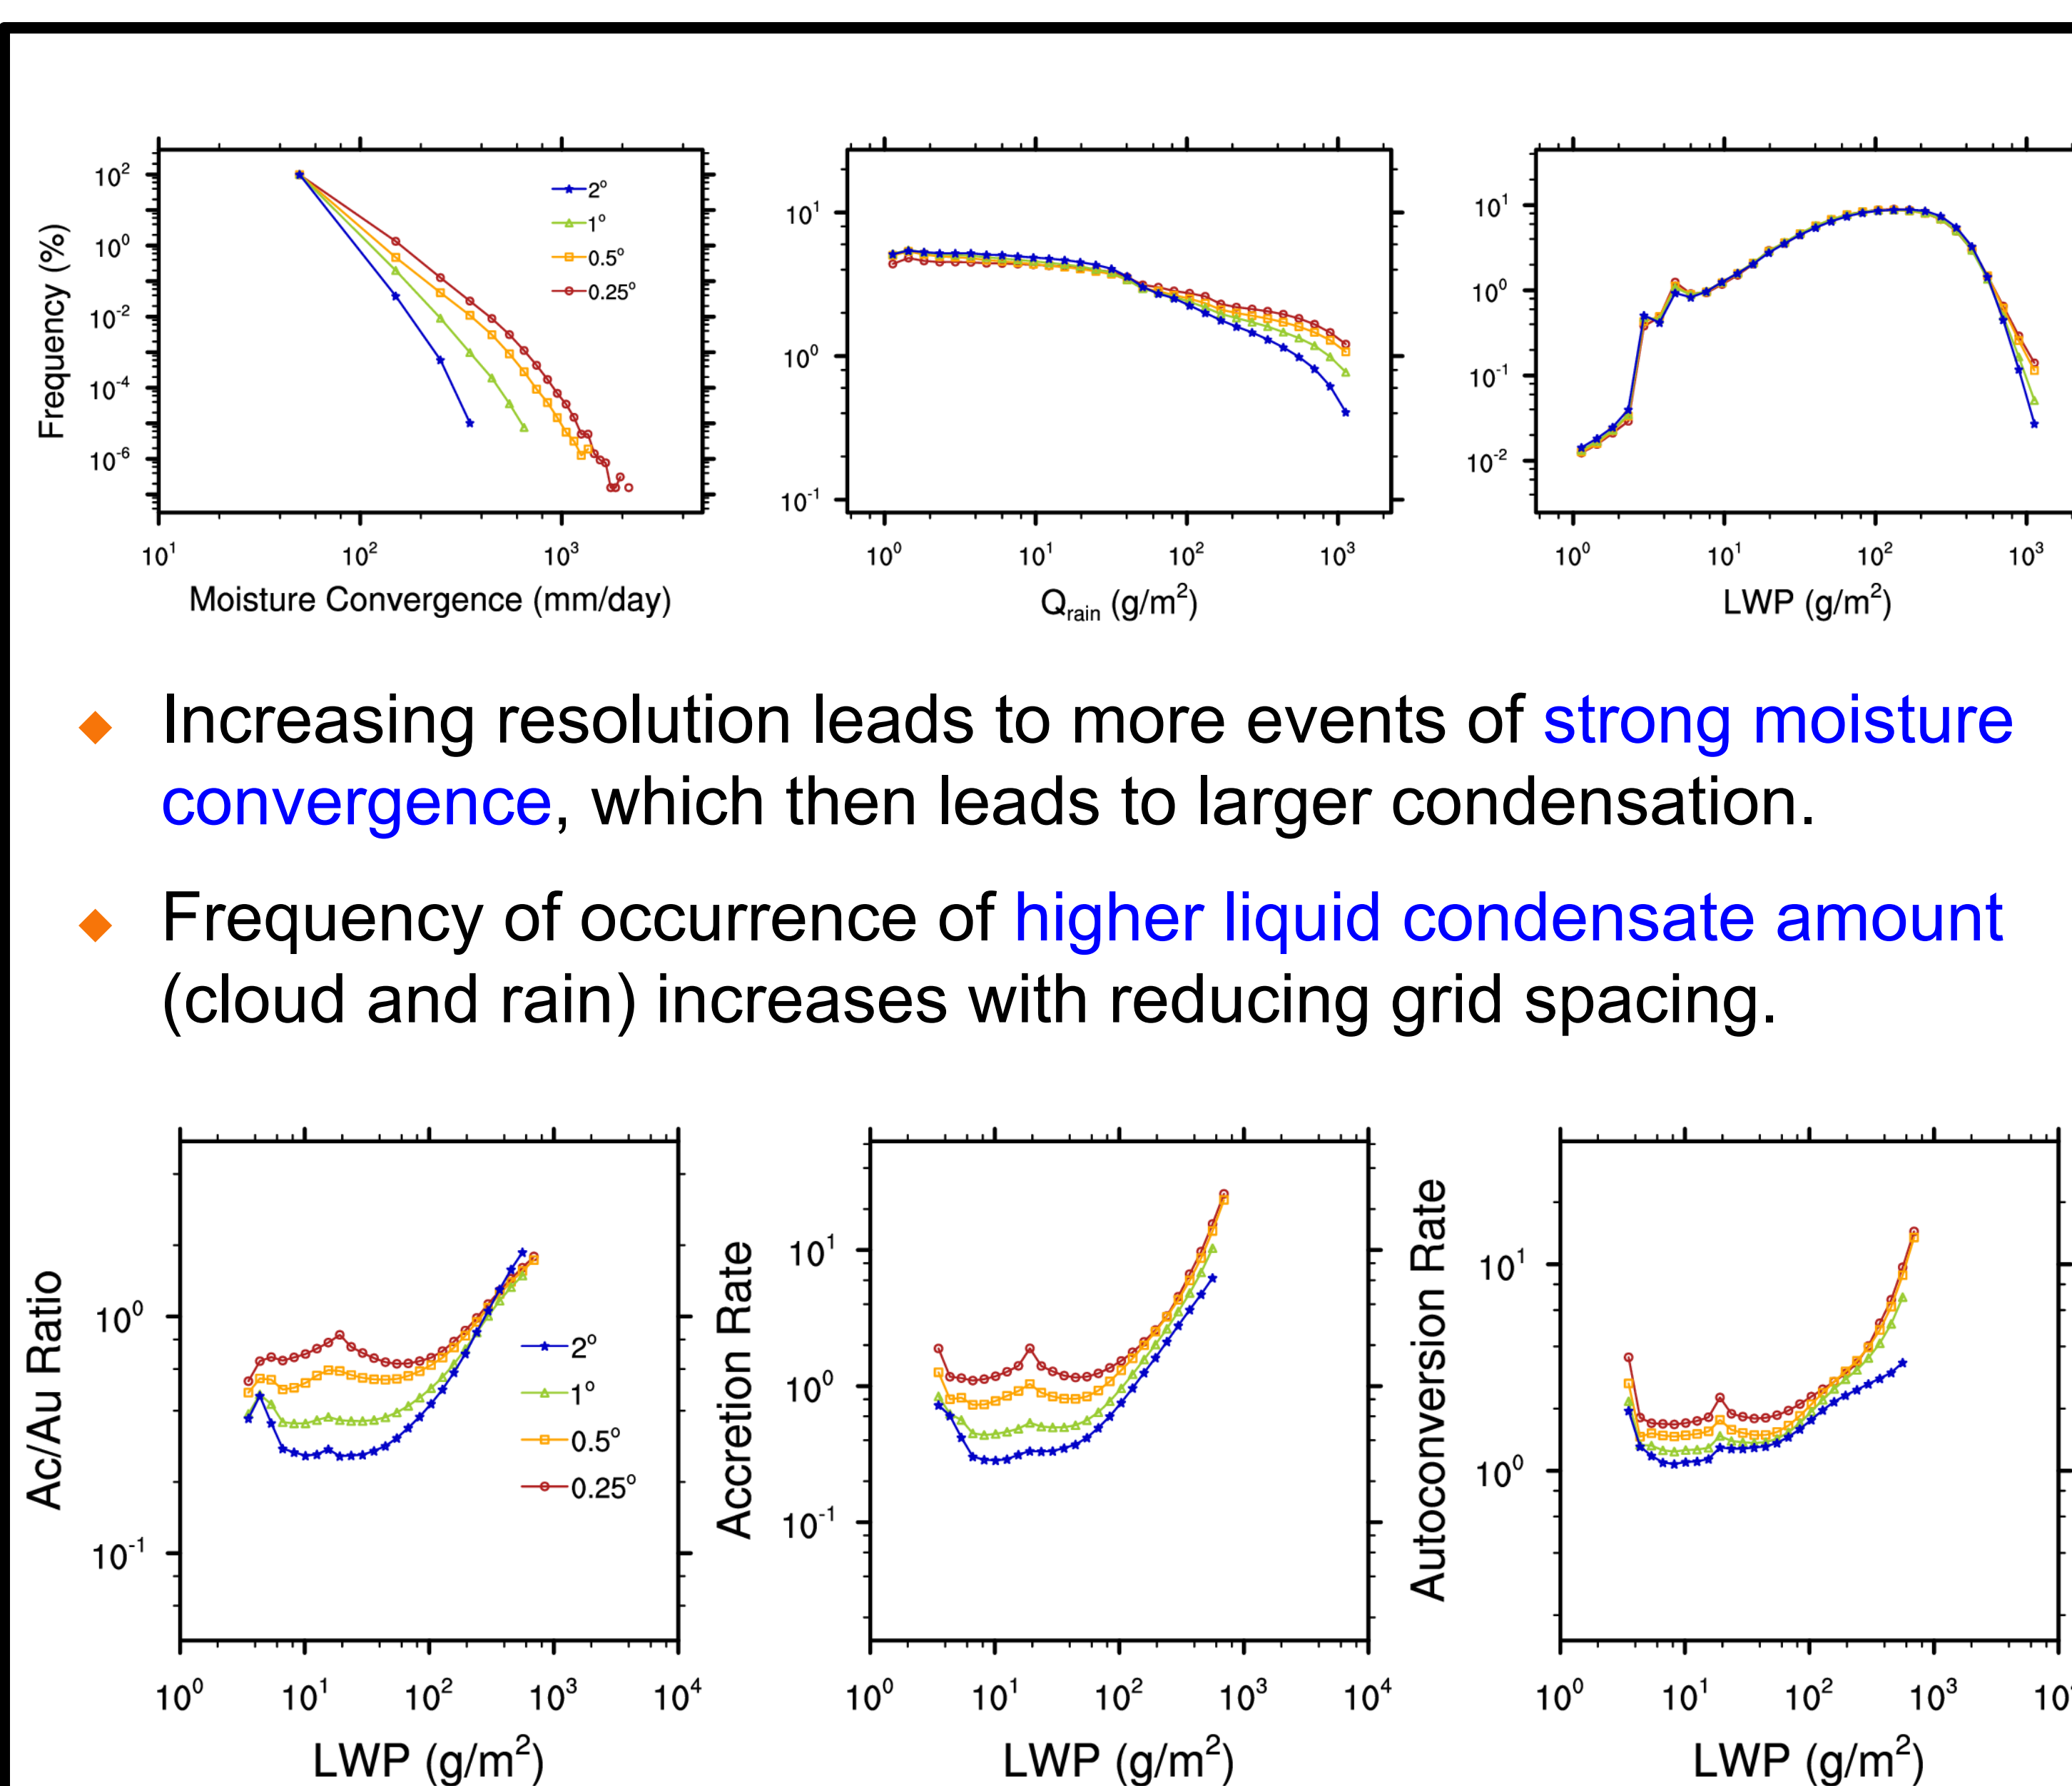 Frequency (%)
10²
10⁰
10⁻²
10⁻⁴
10⁻⁶
2°
1°
0.5°
0.25°
10¹ 10² 10³
Moisture Convergence (mm/day)
10¹
10⁰
10⁻¹
10⁰ 10¹ 10² 10³
Qrain (g/m²)
10¹
10⁰
10⁻¹
10⁻²
10⁰ 10¹ 10² 10³
LWP (g/m²)
◆ Increasing resolution leads to more events of strong moisture
convergence, which then leads to larger condensation.
◆ Frequency of occurrence of higher liquid condensate amount
(cloud and rain) increases with reducing grid spacing.
Ac/Au Ratio
10⁰
10⁻¹
2°
1°
0.5°
0.25°
10⁰ 10¹ 10² 10³ 10⁴
LWP (g/m²)
Accretion Rate
10¹
10⁰
10⁻¹
10⁰ 10¹ 10² 10³ 10⁴
LWP (g/m²)
Autoconversion Rate
10¹
10⁰
10⁰ 10¹ 10² 10³
LWP (g/m²)